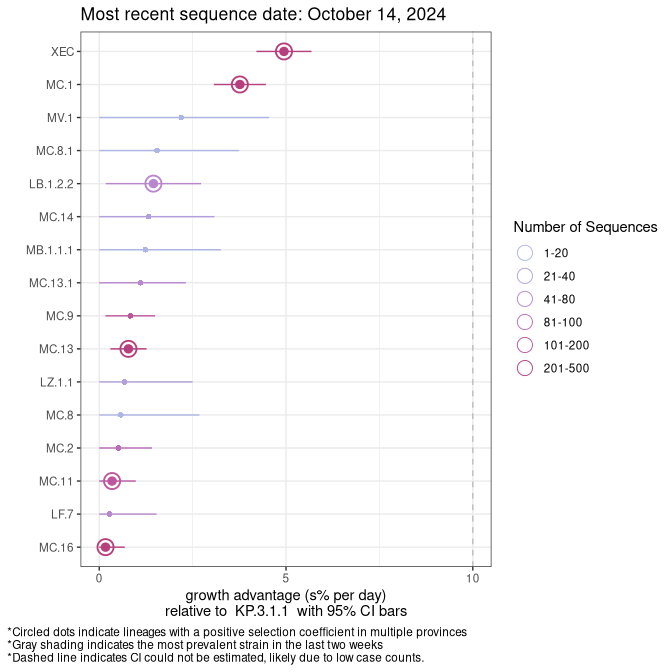 Most recent sequence date: October 14, 2024
XEC
MC.1
MV.1
MC.8.1
LB.1.2.2
MC.14
MB.1.1.1
MC.13.1
MC.9
MC.13
LZ.1.1
MC.8
MC.2
MC.11
LF.7
MC.16
0
5
10
growth advantage (s% per day)
relative to KP.3.1.1 with 95% CI bars
Number of Sequences
1-20
21-40
41-80
81-100
101-200
201-500
*Circled dots indicate lineages with a positive selection coefficient in multiple provinces
*Gray shading indicates the most prevalent strain in the last two weeks
*Dashed line indicates CI could not be estimated, likely due to low case counts.